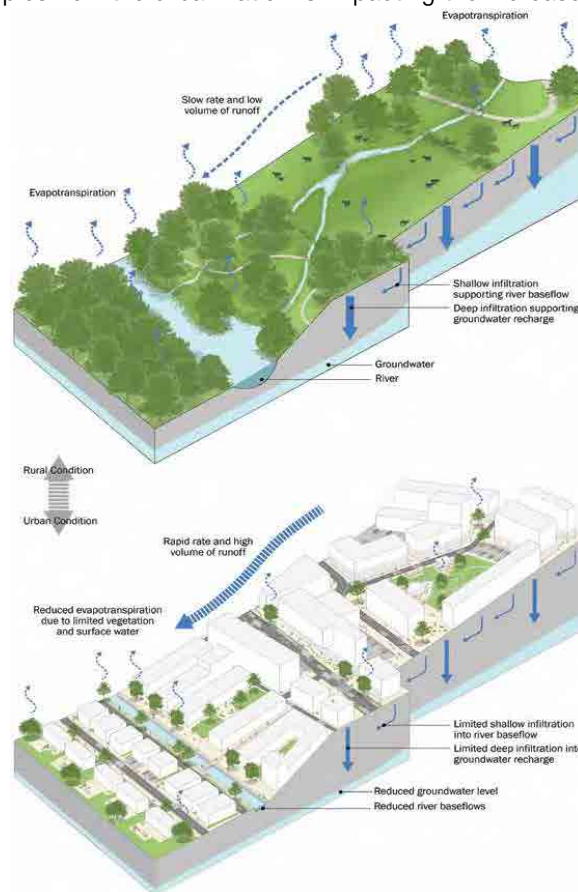 Evapotranspiration
Slow rate and low
volume of runoff
Evapotranspiration
Shallow infiltration
supporting river baseflow
Deep infiltration supporting
groundwater recharge
Groundwater
River
Rural Condition
Urban Condition
Rapid rate and high
volume of runoff
Reduced evapotranspiration
due to limited vegetation
and surface water
Limited shallow infiltration
into river baseflow
Limited deep infiltration into
groundwater recharge
Reduced groundwater level
Reduced river baseflows